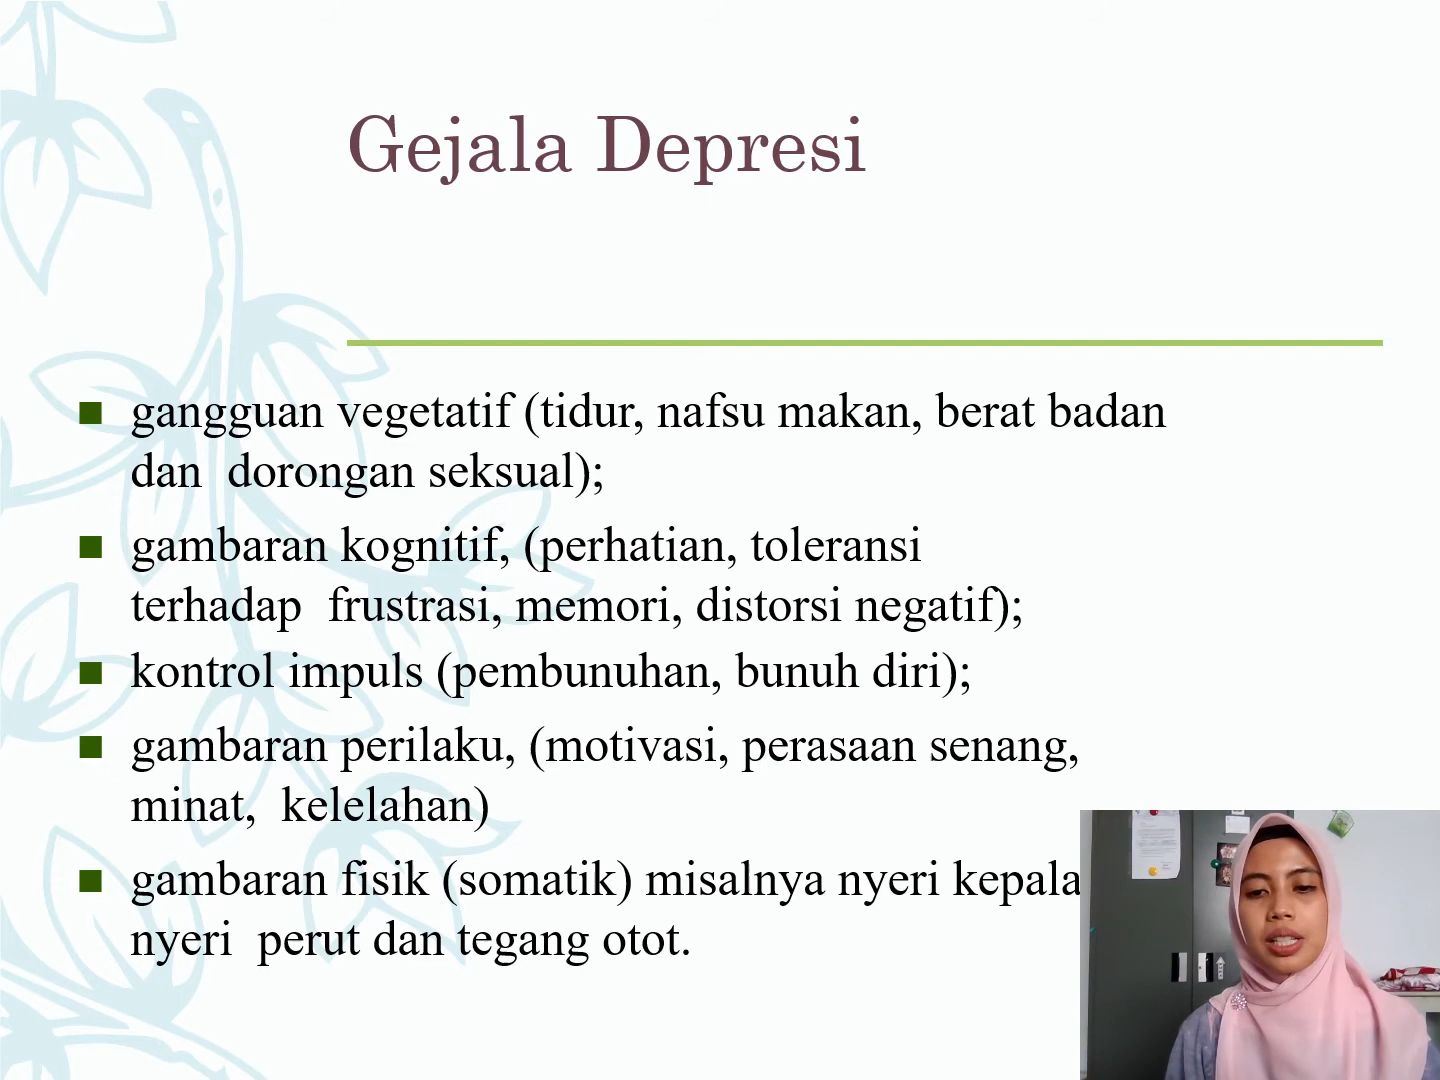 Gejala Depresi
gangguan vegetatif (tidur, nafsu makan, berat badan
dan dorongan seksual);
gambaran kognitif, (perhatian, toleransi
terhadap frustrasi, memori, distorsi negatif);
kontrol impuls (pembunuhan, bunuh diri);
gambaran perilaku, (motivasi, perasaan senang,
minat, kelelahan)
gambaran fisik (somatik) misalnya nyeri kepala
nyeri perut dan tegang otot.